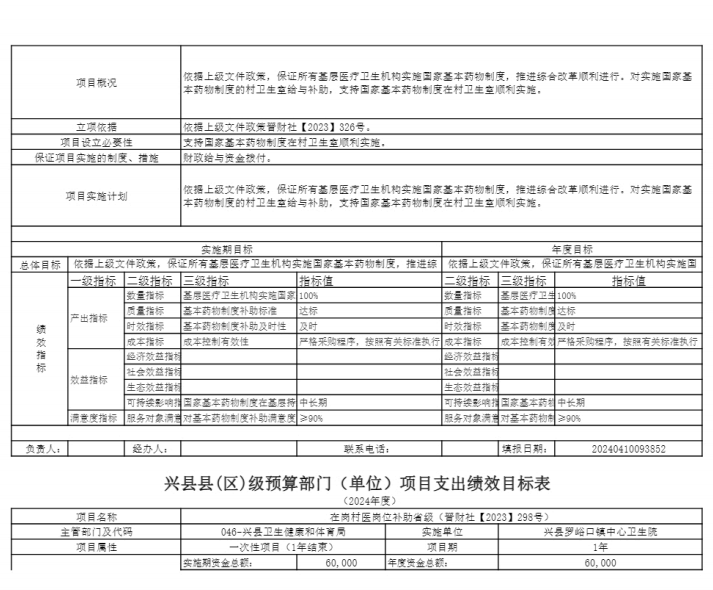 项目概况
依据上级文件政策，保证所有基层医疗卫生机构实施国家基本药物制度，推进综合改革顺利进行。对实施国家基
本药物制度的村卫生室给与补助，支持国家基本药物制度在村卫生室顺利实施。
立项依据 依据上级文件政策晋财社【2023】326号。
项目设立必要性 支持国家基本药物制度在村卫生室顺利实施。
保证项目实施的制度、措施 财政给与资金拨付。
项目实施计划
依据上级文件政策，保证所有基层医疗卫生机构实施国家基本药物制度，推进综合改革顺利进行。对实施国家基
本药物制度的村卫生室给与补助，支持国家基本药物制度在村卫生室顺利实施。
实施期目标 年度目标
总体目标 依据上级文件政策，保证所有基层医疗卫生机构实施国家基本药物制度，推进综 依据上级文件政策，保证所有基层医疗卫生机构实施国
绩效指标
一级指标 二级指标 三级指标 指标值 二级指标 三级指标 指标值
产出指标
数量指标 基层医疗卫生机构实施国家 100% 数量指标 基层医疗卫生 100%
质量指标 基本药物制度补助标准 达标 质量指标 基本药物制度 达标
时效指标 基本药物制度补助及时性 及时 时效指标 基本药物制度 及时
成本指标 成本控制有效性 严格采购程序，按照有关标准执行 成本指标 成本控制有效 严格采购程序，按照有关标准执行
效益指标
经济效益指标 经济效益指标
社会效益指标 社会效益指标
生态效益指标 生态效益指标
可持续影响指 国家基本药物制度在基层持 中长期 可持续影响指 国家基本药物 中长期
满意度指标 服务对象满意 对基本药物制度补助满意度 ≥90% 服务对象满意 对基本药物制 ≥90%
负责人： 经办人： 联系电话： 填报日期： 20240410093852
兴县县(区)级预算部门（单位）项目支出绩效目标表
（2024年度）
项目名称 在岗村医岗位补助省级（晋财社【2023】298号）
主管部门及代码 046-兴县卫生健康和体育局 实施单位 兴县罗峪口镇中心卫生院
项目属性 一次性项目（1年结束） 项目期 1年
实施期资金总额： 60,000 年度资金总额： 60,000